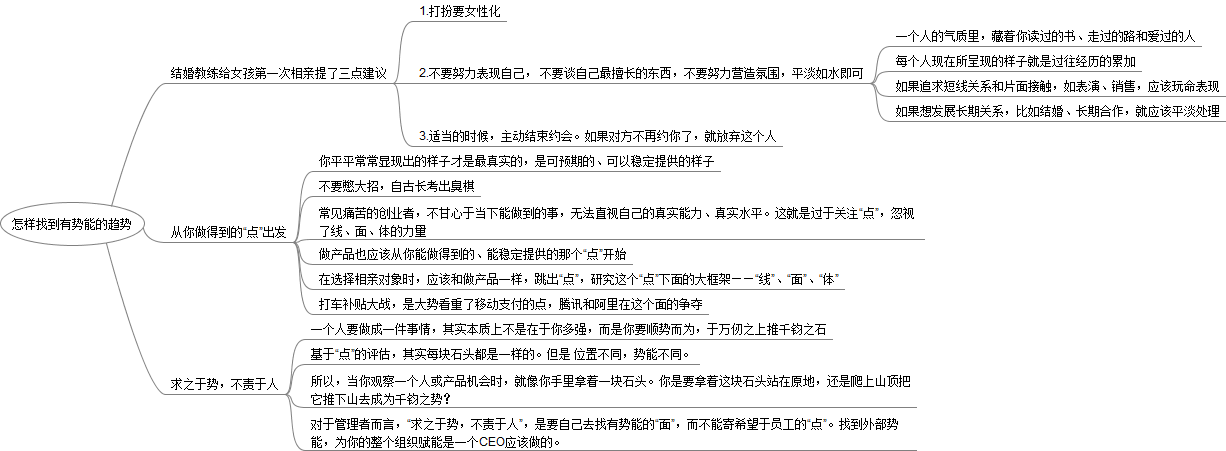 怎样找到有势能的趋势
结婚教练给女孩第一次相亲提了三点建议
1.打扮要女性化
2.不要努力表现自己，不要谈自己最擅长的东西，不要努力营造氛围，平淡如水即可
一个人的气质里，藏着你读过的书、走过的路和爱过的人
每个人现在所呈现的样子就是过往经历的累加
如果追求短线关系和片面接触，如表演、销售，应该玩命表现
如果想发展长期关系，比如结婚、长期合作，就应该平淡处理
3.适当的时候，主动结束约会。如果对方不再约你了，就放弃这个人
从你做得到的“点”出发
你平平常常显现出的样子才是最真实的，是可预期的、可以稳定提供的样子
不要憋大招，自古长考出臭棋
常见痛苦的创业者，不甘心于当下能做到的事，无法直视自己的真实能力、真实水平。这就是过于关注“点”，忽视
了线、面、体的力量
做产品也应该从你能做得到的、能稳定提供的那个“点”开始
在选择相亲对象时，应该和做产品一样，跳出“点”，研究这个“点”下面的大框架——“线”、“面”、“体”
打车补贴大战，是大势看重了移动支付的点，腾讯和阿里在这个面的争夺
求之于势，不责于人
一个人要做成一件事情，其实本质上不是在于你多强，而是你要顺势而为，于万仞之上推千钧之石
基于“点”的评估，其实每块石头都是一样的。但是 位置不同，势能不同。
所以，当你观察一个人或产品机会时，就像你手里拿着一块石头。你是要拿着这块石头站在原地，还是爬上山顶把
它推下山去成为千钧之势？
对于管理者而言，“求之于势，不责于人”，是要自己去找有势能的“面”，而不能寄希望于员工的“点”。找到外部势
能，为你的整个组织赋能是一个CEO应该做的。